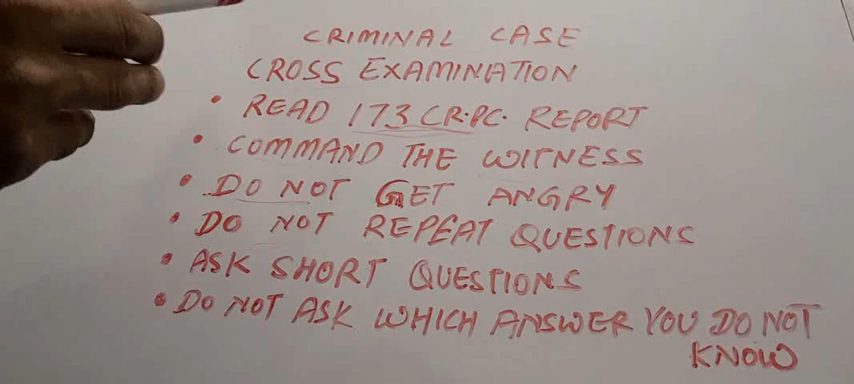 CRIMINAL CASE
CROSS EXAMINATION
• READ 173 CR.PC. REPORT
• COMMAND THE WITNESS
• DO NOT GET ANGRY
• DO NOT REPEAT QUESTIONS
• ASK SHORT QUESTIONS
• DO NOT ASK WHICH ANSWER YOU DO NOT
KNOW